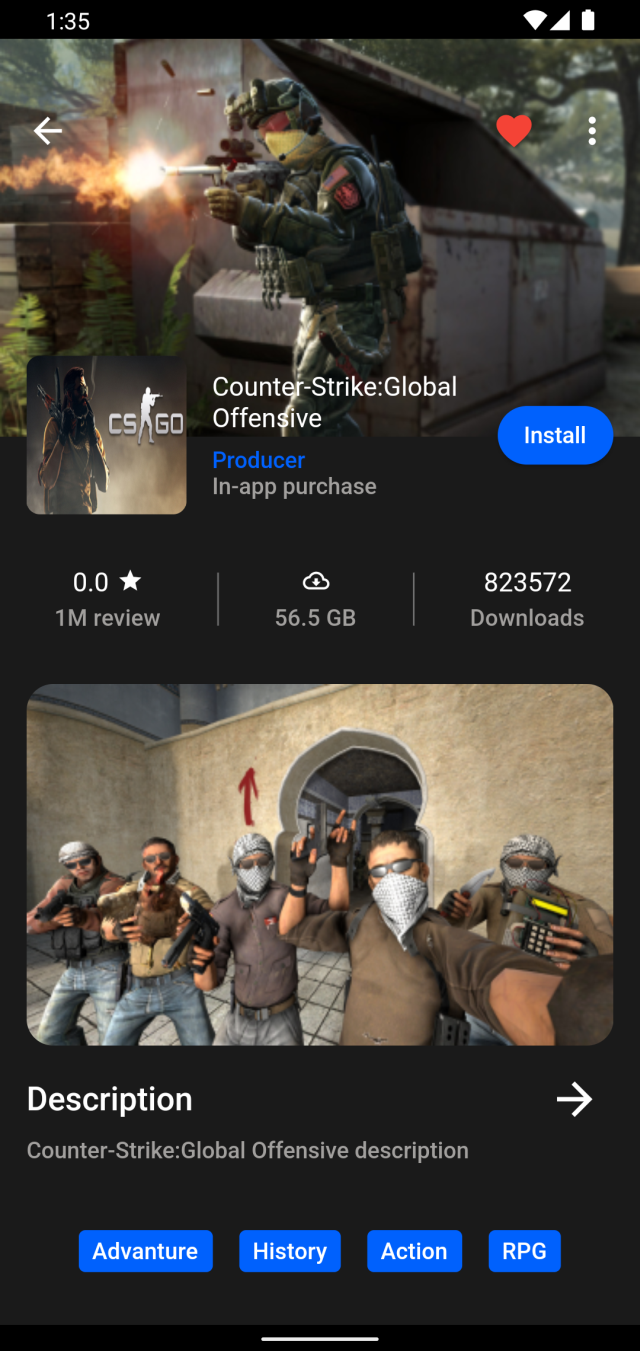 1:35
Counter-Strike:Global
Offensive
CS GO
Install
Producer
In-app purchase
0.0
823572
1M review
56.5 GB
Downloads
Description
Counter-Strike:Global Offensive description
Advanture
History
Action
RPG